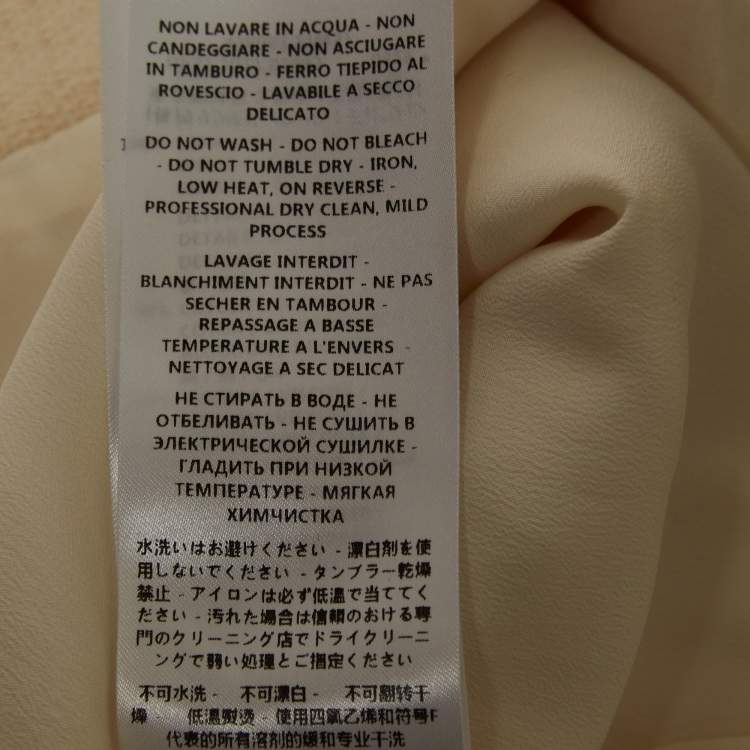 NON LAVARE IN ACQUA - NON
CANDEGGIARE - NON ASCIUGARE
IN TAMBURO - FERRO TIEPIDO AL
ROVESCIO - LAVABILE A SECCO
DELICATO
DO NOT WASH - DO NOT BLEACH
- DO NOT TUMBLE DRY - IRON,
LOW HEAT, ON REVERSE -
PROFESSIONAL DRY CLEAN, MILD
PROCESS
LAVAGE INTERDIT -
BLANCHIMENT INTERDIT - NE PAS
SECHER EN TAMBOUR -
REPASSAGE A BASSE
TEMPERATURE A L'ENVERS -
NETTOYAGE A SEC DELICAT
НЕ СТИРАТЬ В ВОДЕ - НЕ
ОТБЕЛИВАТЬ - НЕ СУШИТЬ В
ЭЛЕКТРИЧЕСКОЙ СУШИЛКЕ -
ГЛАДИТЬ ПРИ НИЗКОЙ
ТЕМПЕРАТУРЕ - МЯГКАЯ
ХИМЧИСТКА
水洗いはお避けください - 漂白剤を使
用しないでください - タンブラー乾燥
禁止 - アイロンは必ず低温で当ててく
ださい - 汚れた場合は信頼のおける専
門のクリーニング店でドライクリーニ
ングで弱い処理とご指定ください
不可水洗 - 不可漂白 - 不可翻转干
燥 - 低温熨烫 - 使用四氯乙烯和符号F
代表的所有溶剂的缓和专业干洗